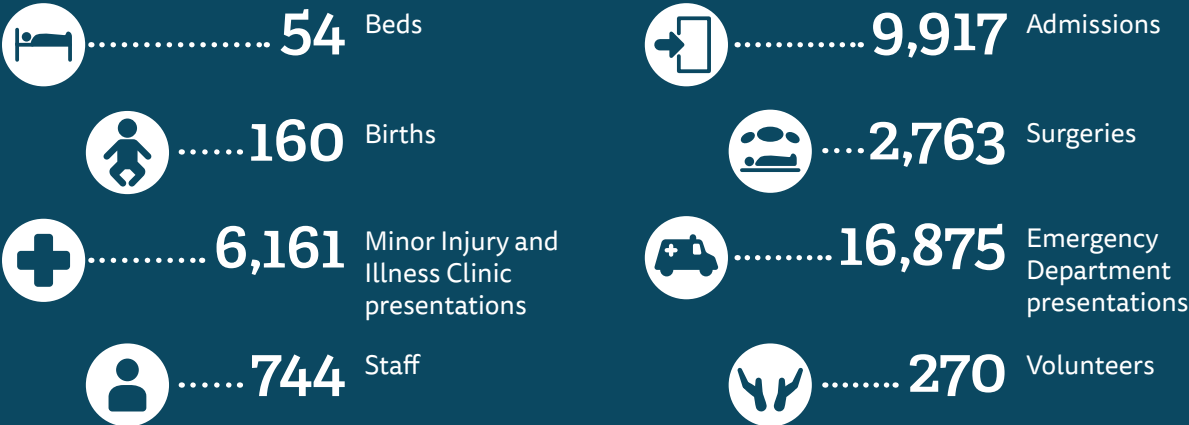 54 Beds
9,917 Admissions
160 Births
2,763 Surgeries
6,161 Minor Injury and
Illness Clinic
presentations
16,875 Emergency
Department
presentations
744 Staff
270 Volunteers